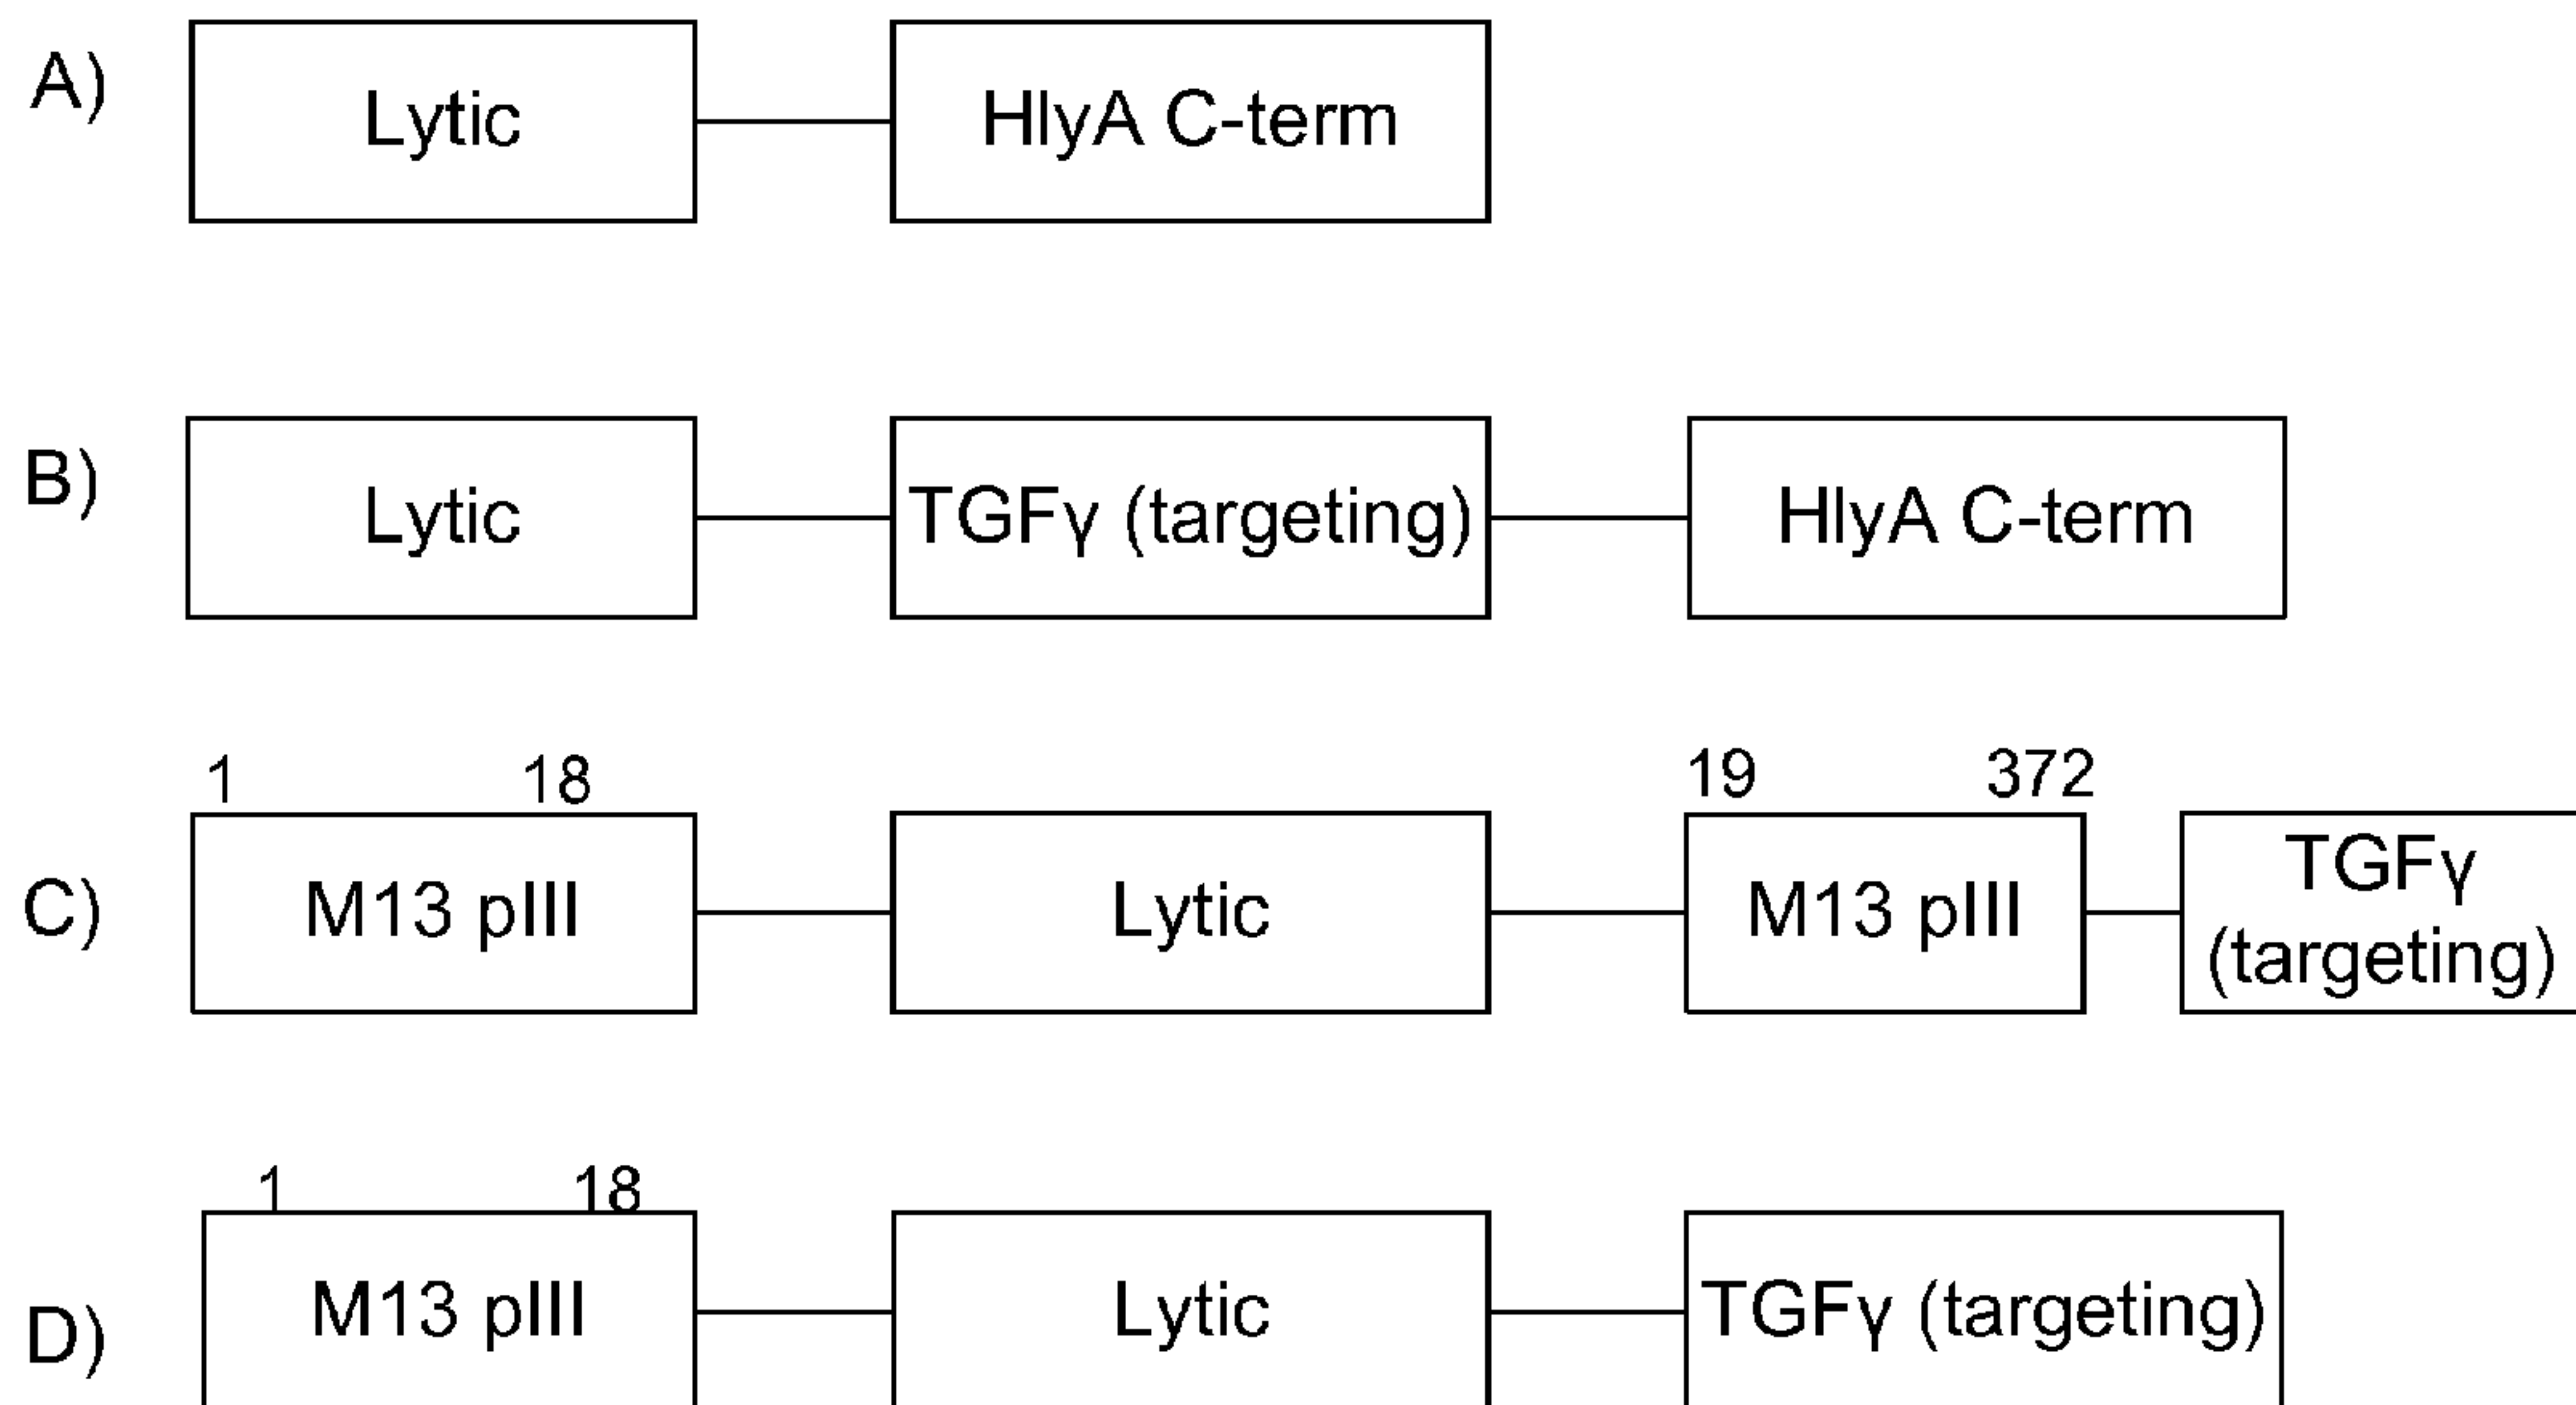 A) Lytic HlyA C-term
B) Lytic TGFγ (targeting) HlyA C-term
1 18 19 372
C) M13 pIII Lytic M13 pIII TGFγ
(targeting)
1 18
D) M13 pIII Lytic TGFγ (targeting)